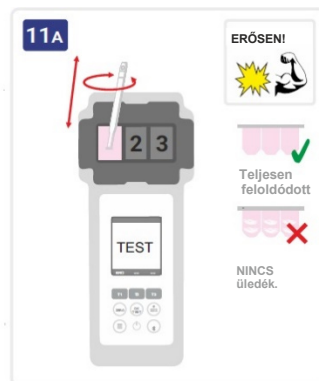 11A
ERŐSEN!
2 3
Teljesen
feloldódott
TEST
NINCS
üledék.